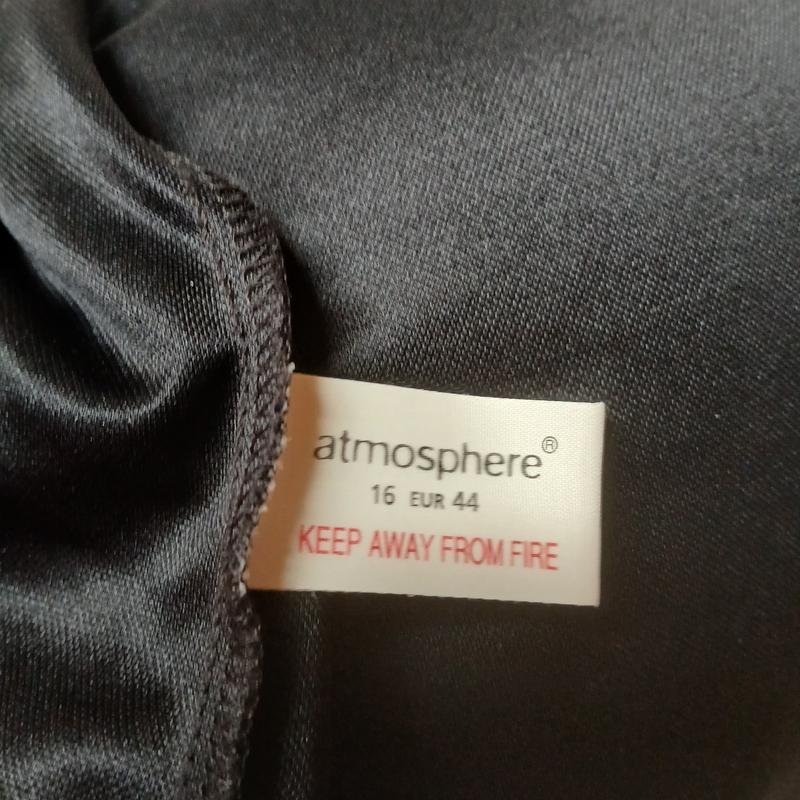 atmosphere®
16 EUR 44
KEEP AWAY FROM FIRE